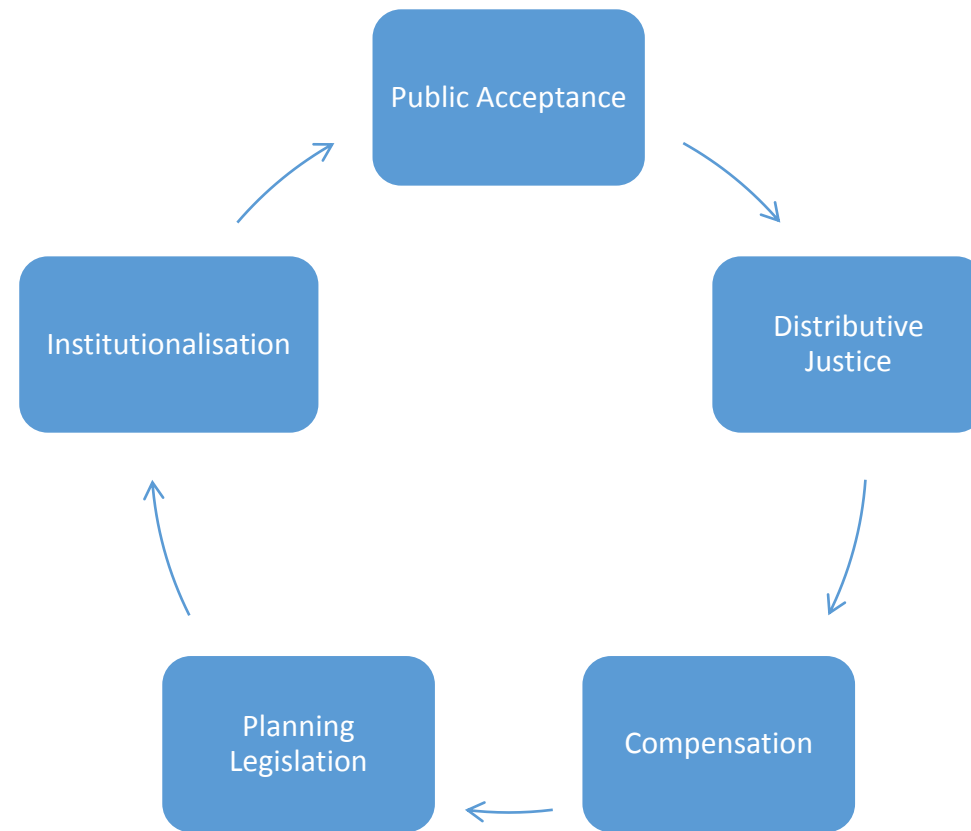 Public Acceptance
Distributive
Justice
Compensation
Planning
Legislation
Institutionalisation